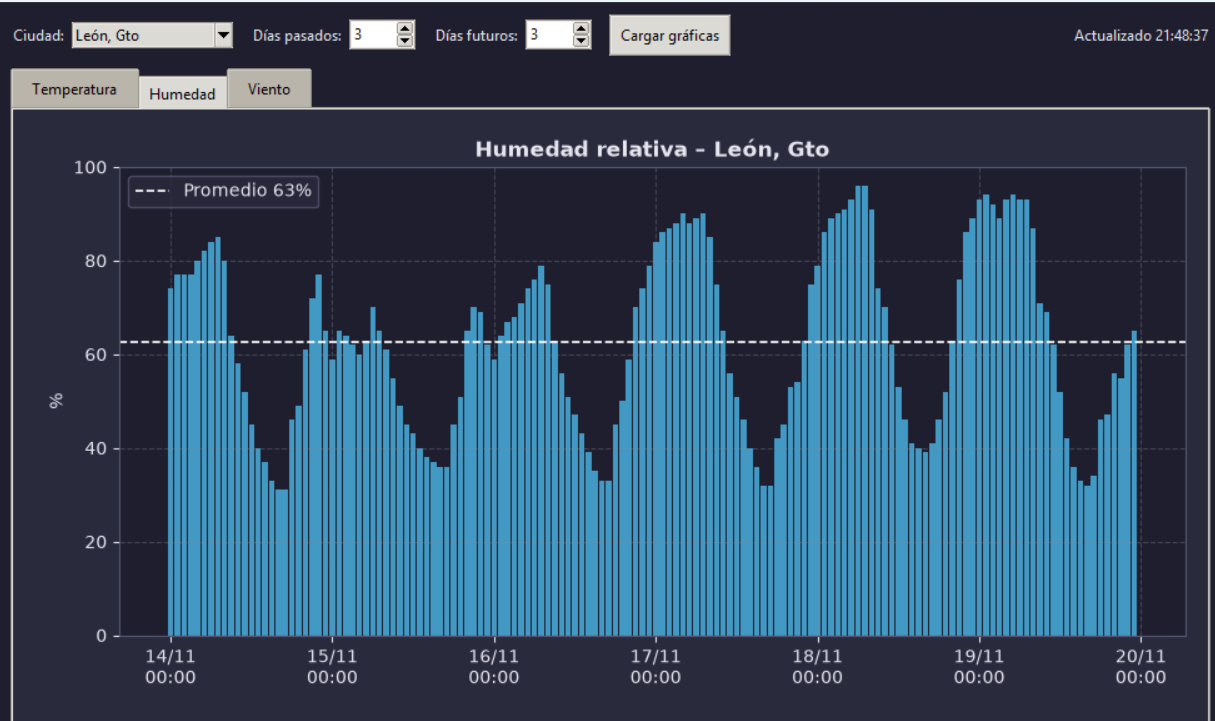 Ciudad: León, Gto Días pasados: 3 Días futuros: 3 Cargar gráficas Actualizado 21:48:37
Temperatura Humedad Viento
Humedad relativa – León, Gto
100
Promedio 63%
80
60
%
40
20
0
14/11 15/11 16/11 17/11 18/11 19/11 20/11
00:00 00:00 00:00 00:00 00:00 00:00 00:00